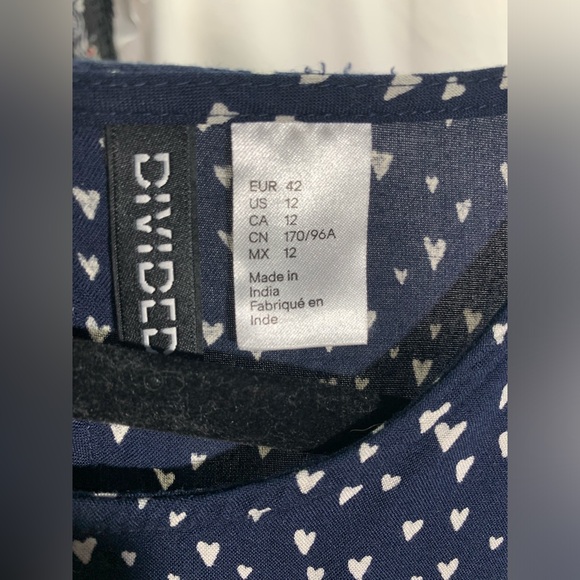 DIVIDED
EUR 42
US 12
CA 12
CN 170/96A
MX 12
Made in
India
Fabriqué en
Inde